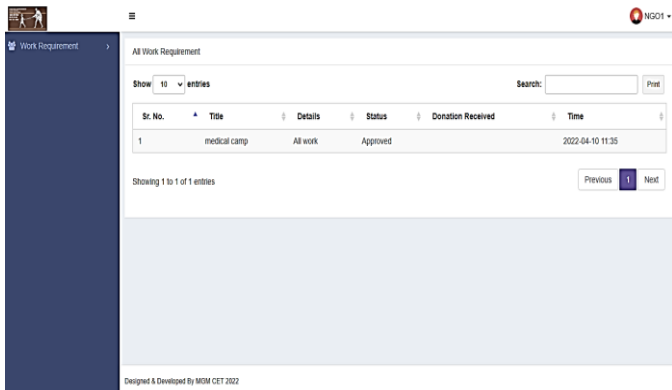 NGO1
Work Requirement
All Work Requirement
Show 10 entries Search: Print
Sr. No. Title Details Status Donation Received Time
1 medical camp All work Approved 2022-04-10 11:35
Showing 1 to 1 of 1 entries Previous 1 Next
Designed & Developed By MGM CET 2022